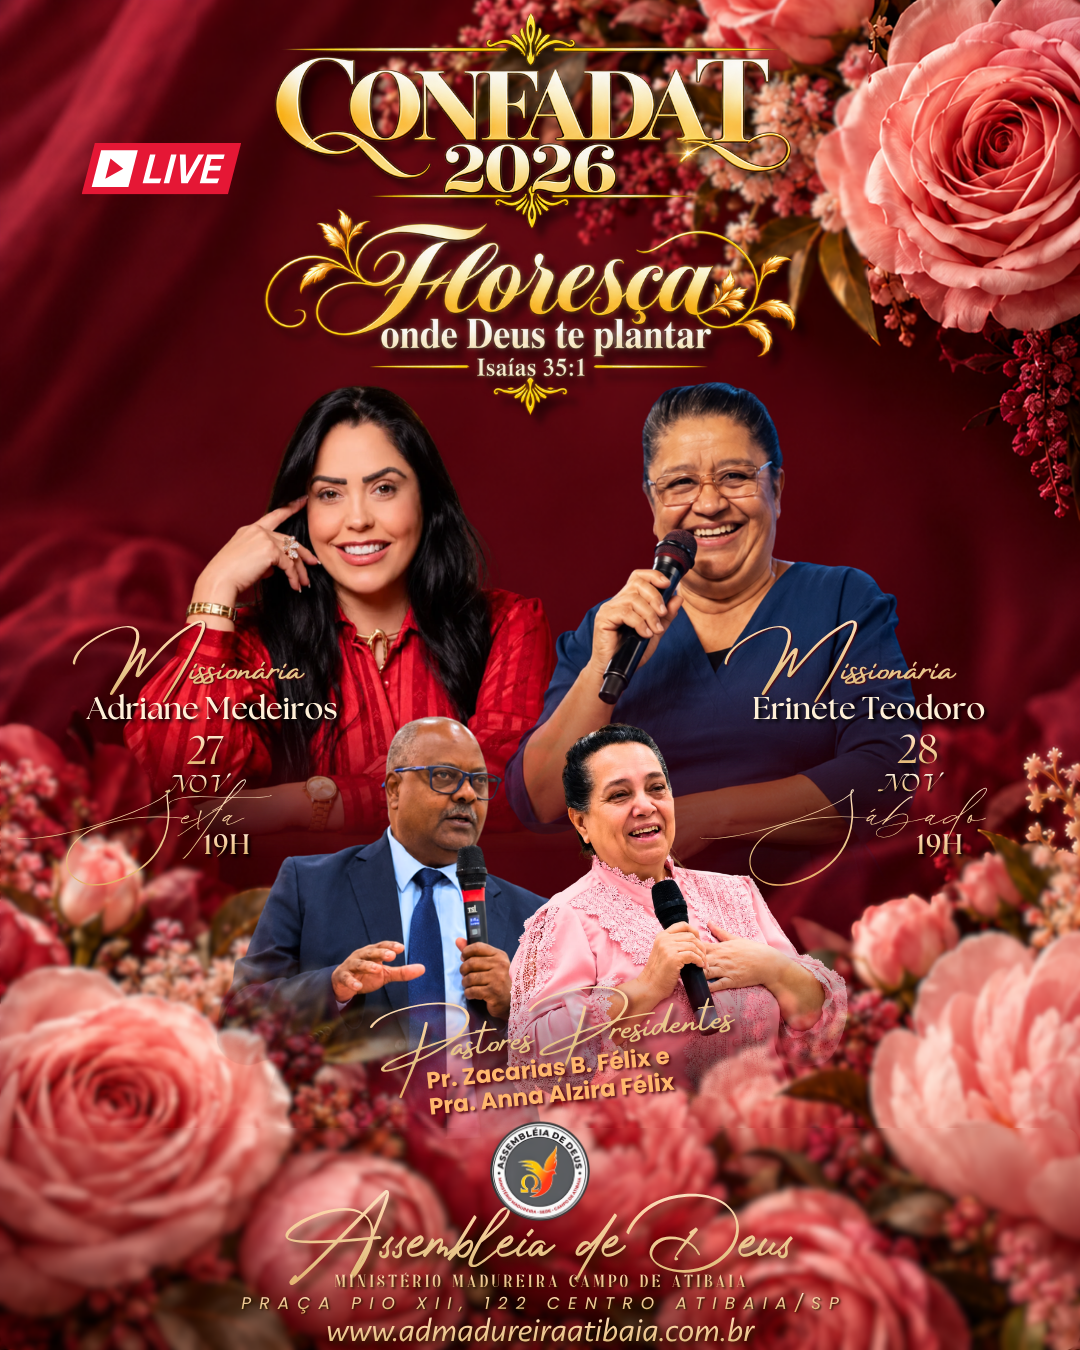 CONFADAT
2026
LIVE
Floresça
onde Deus te plantar
Isaías 35:1
Missionária
Adriane Medeiros
27
NOV
Sexta
19H
Missionária
Erinete Teodoro
28
NOV
Sábado
19H
Pastores Presidentes
Pr. Zacarias B. Félix e
Pra. Anna Alzira Félix
ASSEMBLÉIA DE DEUS
Assembleia de Deus
MINISTÉRIO MADUREIRA CAMPO DE ATIBAIA
PRAÇA PIO XII, 122 CENTRO ATIBAIA/SP
www.admadureiraatibaia.com.br